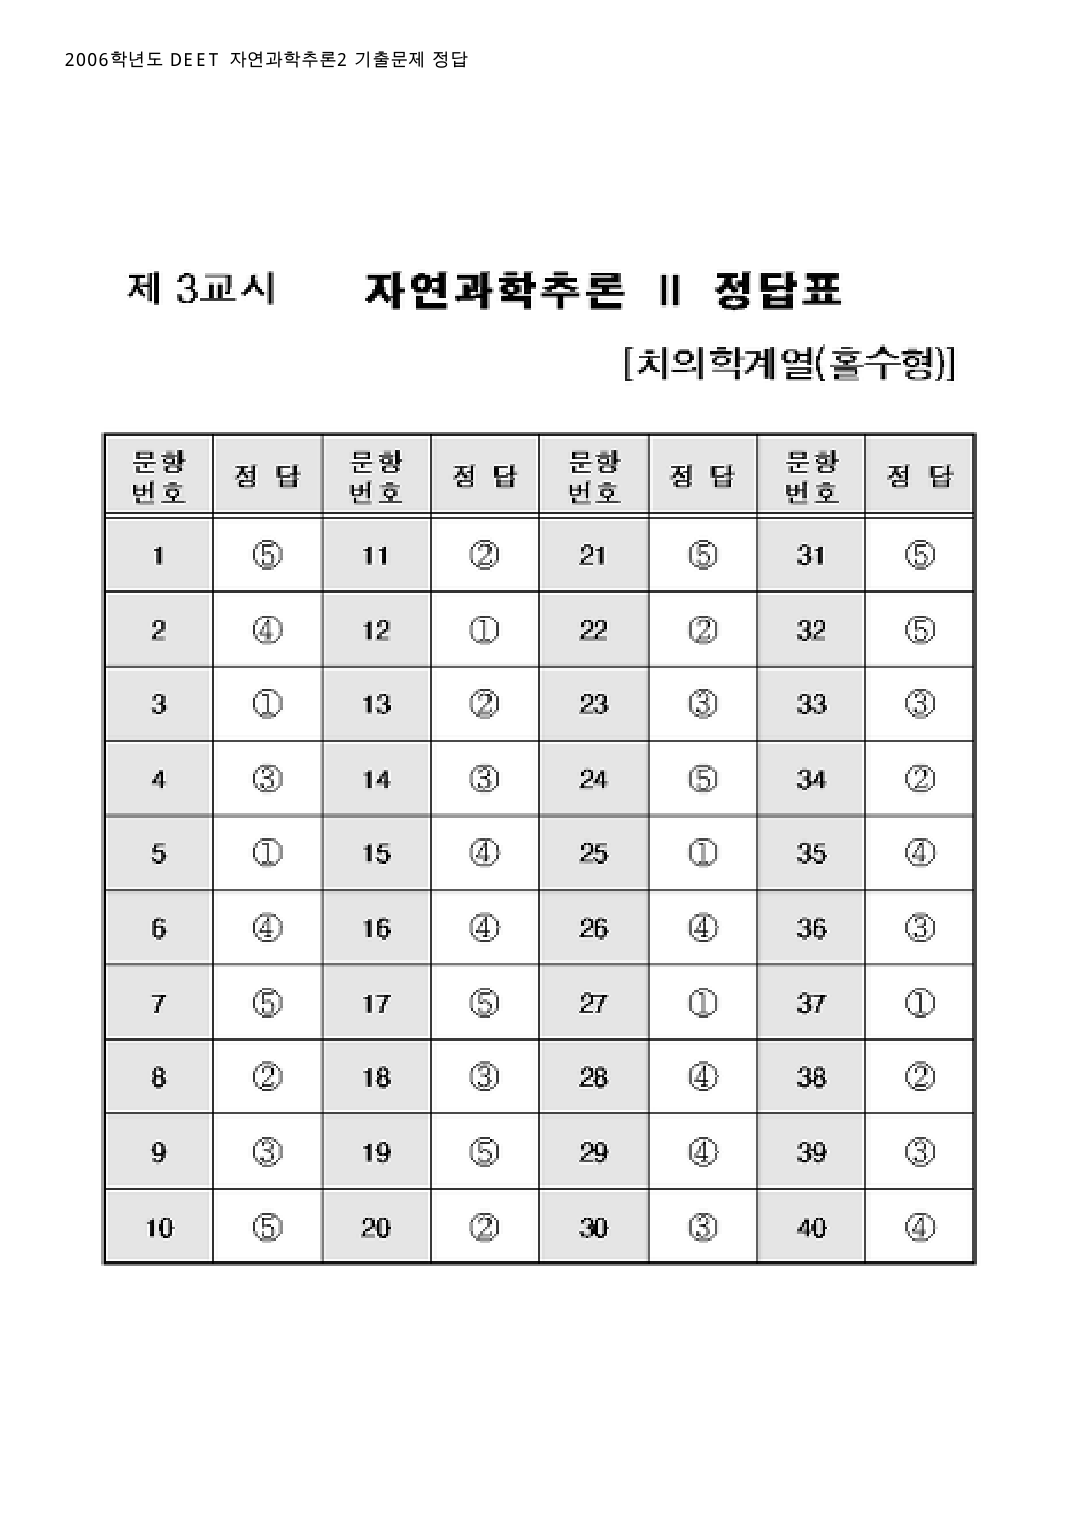 2006학년도 DEET 자연과학추론2 기출문제 정답
제 3교시 자연과학추론 Ⅱ 정답표
[치의학계열(홀수형)]
문항번호 정 답 문항번호 정 답 문항번호 정 답 문항번호 정 답
1 ⑤ 11 ② 21 ⑤ 31 ⑤
2 ④ 12 ① 22 ② 32 ⑤
3 ① 13 ② 23 ③ 33 ③
4 ③ 14 ③ 24 ⑤ 34 ②
5 ① 15 ④ 25 ① 35 ④
6 ④ 16 ④ 26 ④ 36 ③
7 ⑤ 17 ⑤ 27 ① 37 ①
8 ② 18 ③ 28 ④ 38 ②
9 ③ 19 ⑤ 29 ④ 39 ③
10 ⑤ 20 ② 30 ③ 40 ④